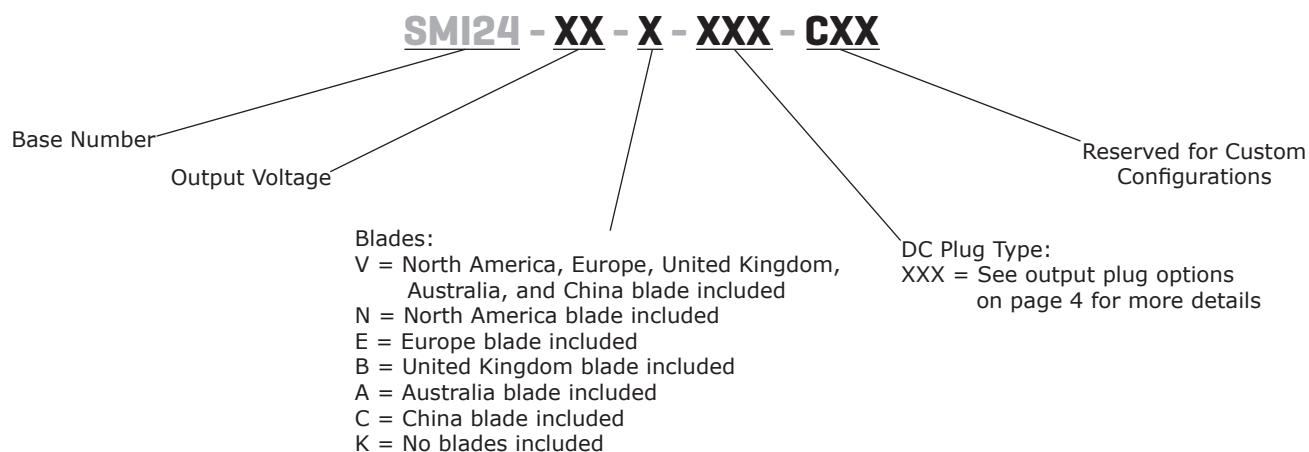 SMI24 - XX - X - XXX - CXX
Base Number
Output Voltage
Blades:
V = North America, Europe, United Kingdom,
Australia, and China blade included
N = North America blade included
E = Europe blade included
B = United Kingdom blade included
A = Australia blade included
C = China blade included
K = No blades included
DC Plug Type:
XXX = See output plug options
on page 4 for more details
Reserved for Custom
Configurations